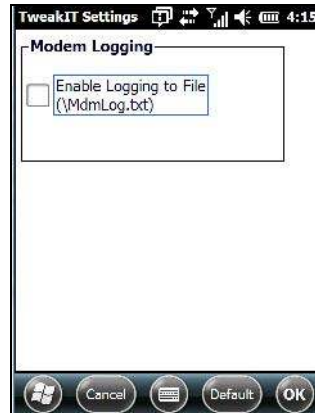 TweakIT Settings 4:15
Modem Logging
Enable Logging to File
(\MdmLog.txt)
Cancel Default OK